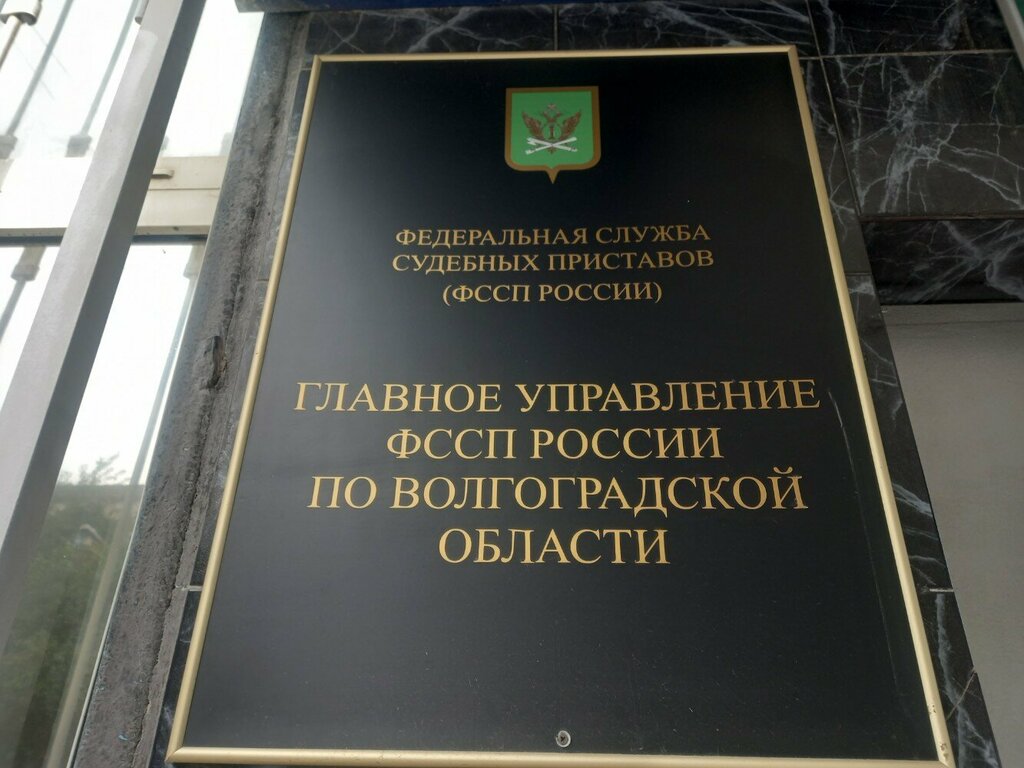 ФЕДЕРАЛЬНАЯ СЛУЖБА
СУДЕБНЫХ ПРИСТАВОВ
(ФССП РОССИИ)
ГЛАВНОЕ УПРАВЛЕНИЕ
ФССП РОССИИ
ПО ВОЛГОГРАДСКОЙ
ОБЛАСТИ